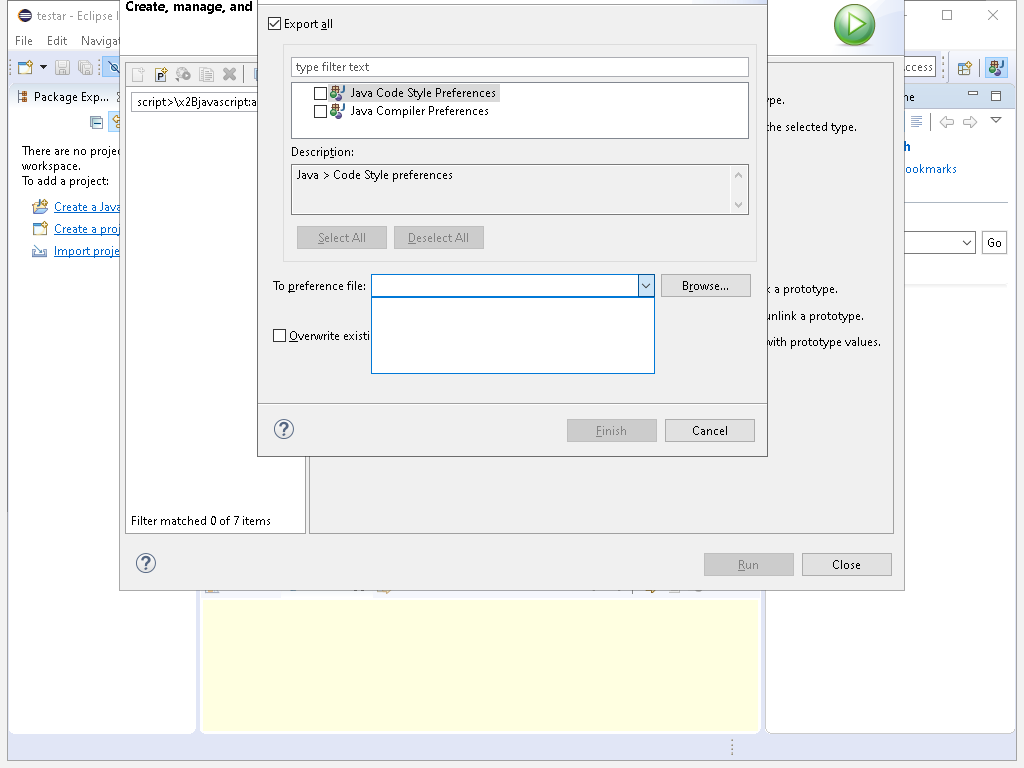 testar - Eclipse I
Create, manage, and
Export all
File Edit Naviga
type filter text
script>\x2Bjavascript:a
Java Code Style Preferences
Java Compiler Preferences
Package Exp...
ype.
the selected type.
ccess
ne
There are no projec
workspace.
To add a project:
Create a Java
Create a proj
Import proje
Description:
Java > Code Style preferences
h
ookmarks
Select All Deselect All
Go
To preference file: Browse...
k a prototype.
unlink a prototype.
Overwrite existi
with prototype values.
Finish Cancel
Filter matched 0 of 7 items
Run Close